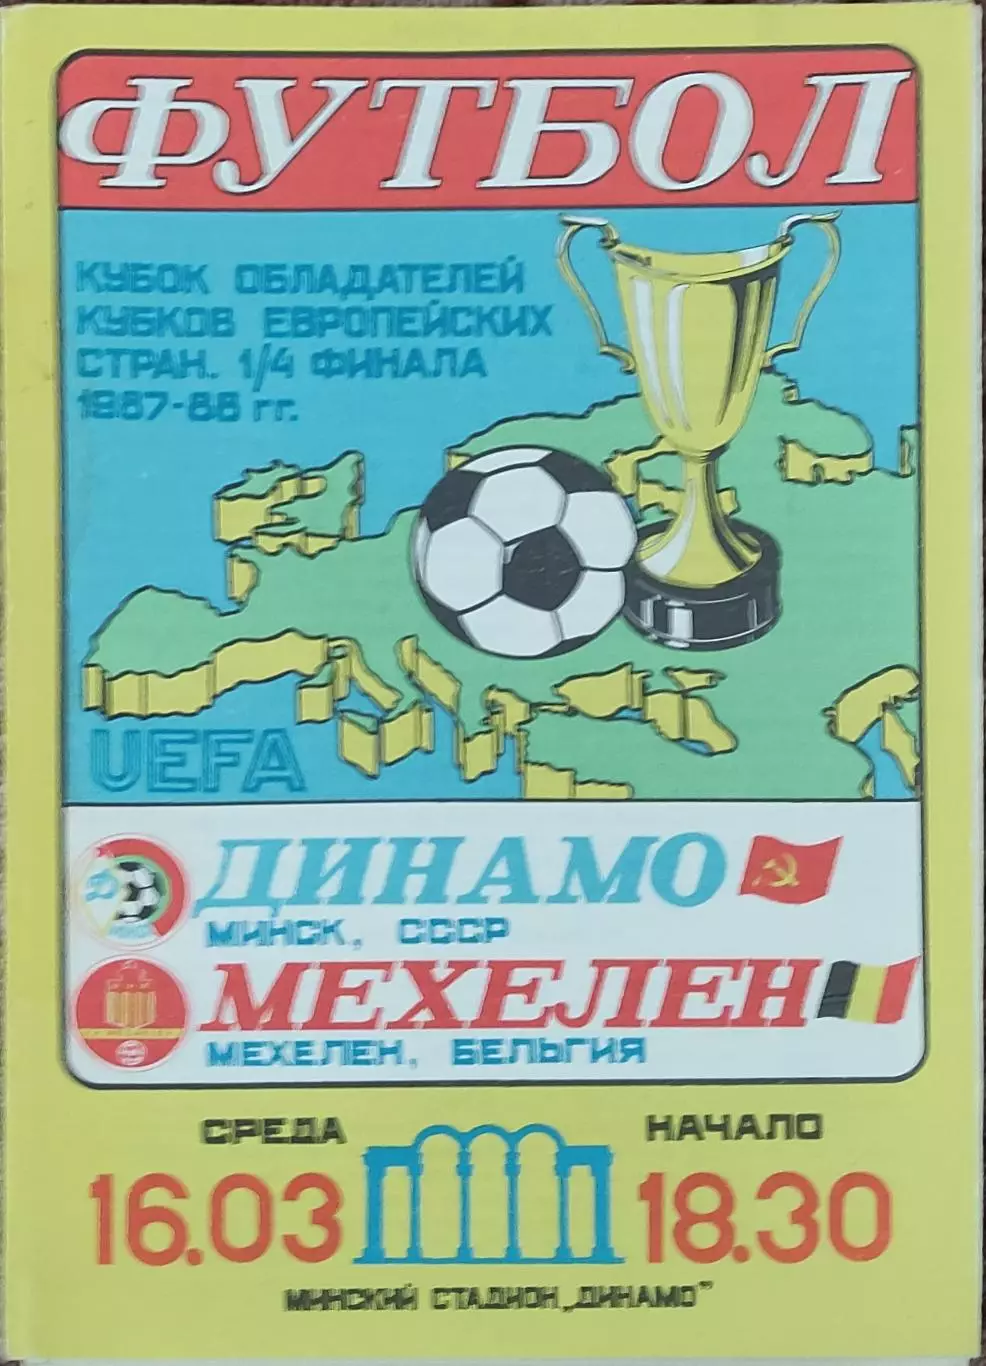 ФУТБОЛ
КУБОК ОБЛАДАТЕЛЕЙ
КУБКОВ ЕВРОПЕЙСКИХ
СТРАН. 1/4 ФИНАЛА
1987-88 гг.
UEFA
ДИНАМО
МИНСК, СССР
МЕХЕЛЕН
МЕХЕЛЕН, БЕЛЬГИЯ
СРЕДА
НАЧАЛО
16.03
18.30
МИНСКИЙ СТАДИОН „ДИНАМО”